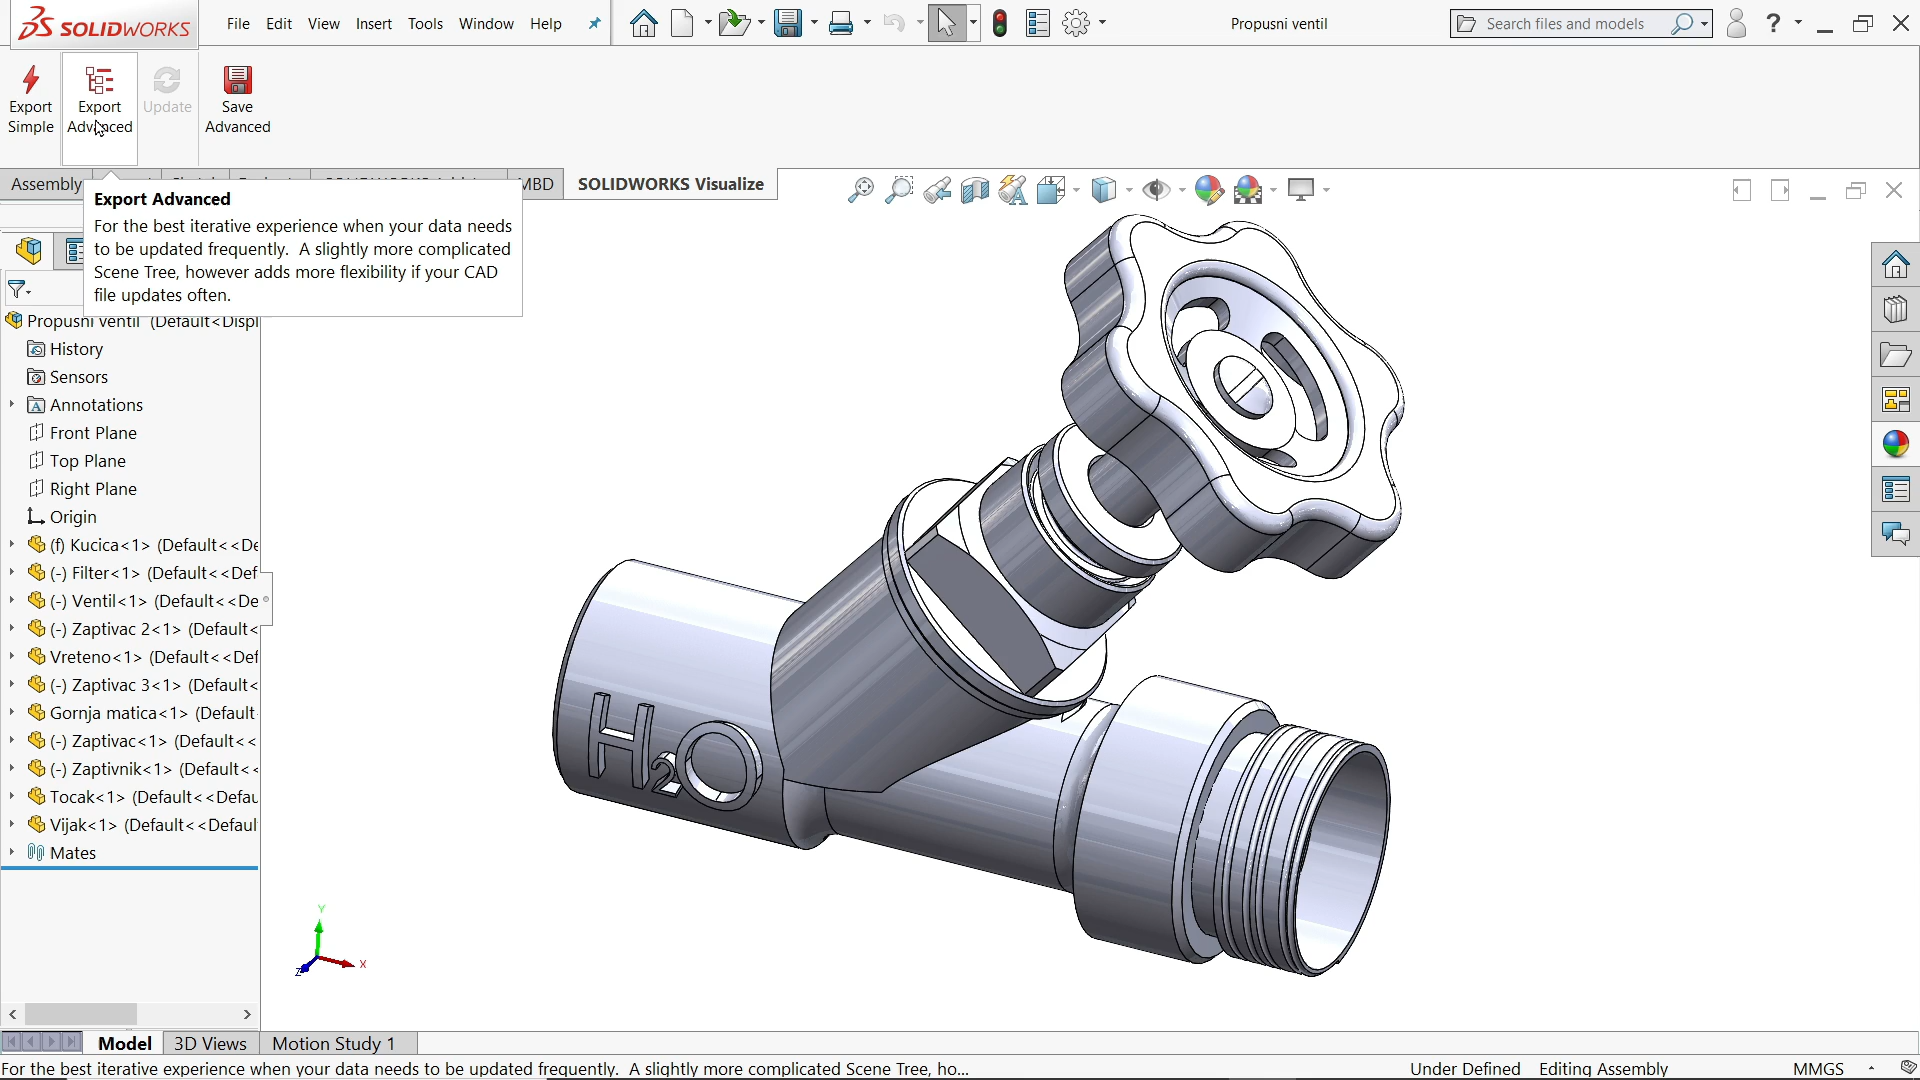 SOLIDWORKS
File Edit View Insert Tools Window Help
Propusni ventil
Search files and models
?
Export Simple
Export Advanced
Update
Save Advanced
Assembly
MBD
SOLIDWORKS Visualize
Export Advanced
For the best iterative experience when your data needs
to be updated frequently. A slightly more complicated
Scene Tree, however adds more flexibility if your CAD
file updates often.
Propusni ventil (Default<Displ
History
Sensors
A Annotations
Front Plane
Top Plane
Right Plane
Origin
(f) Kucica<1> (Default<<De
(-) Filter<1> (Default<<Def
(-) Ventil<1> (Default<<De
(-) Zaptivac 2<1> (Default<
Vreteno<1> (Default<<Def
(-) Zaptivac 3<1> (Default<
Gornja matica<1> (Default
(-) Zaptivac<1> (Default<<
(-) Zaptivnik<1> (Default<<
Tocak<1> (Default<<Defau
Vijak<1> (Default<<Defaul
Mates
H₂O
Y
X
Z
Model 3D Views Motion Study 1
For the best iterative experience when your data needs to be updated frequently. A slightly more complicated Scene Tree, ho...
Under Defined Editing Assembly MMGS